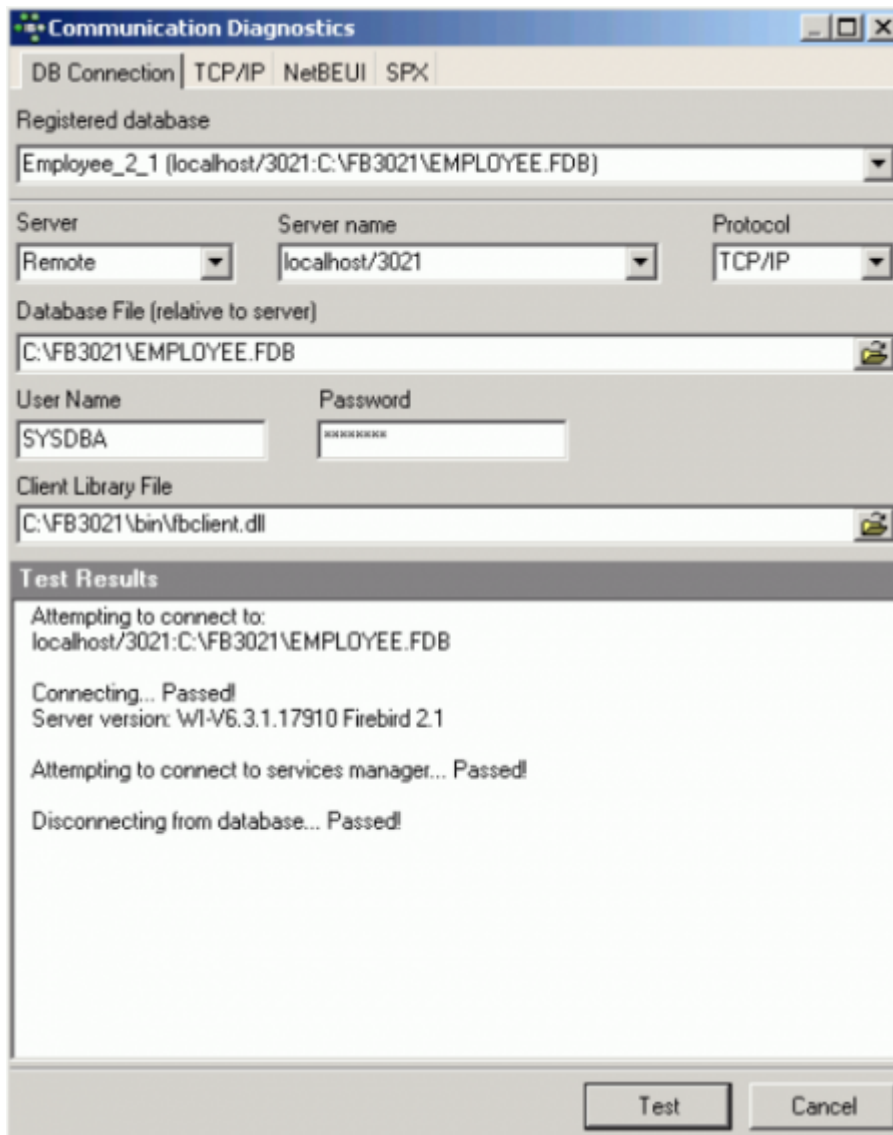 Communication Diagnostics
DB Connection TCP/IP NetBEUI SPX
Registered database
Employee_2_1 (localhost/3021:C:\FB3021\EMPLOYEE.FDB)
Server Server name Protocol
Remote localhost/3021 TCP/IP
Database File (relative to server)
C:\FB3021\EMPLOYEE.FDB
User Name Password
SYSDBA ********
Client Library File
C:\FB3021\bin\fbclient.dll
Test Results
Attempting to connect to:
localhost/3021:C:\FB3021\EMPLOYEE.FDB
Connecting... Passed!
Server version: WI-V6.3.1.17910 Firebird 2.1
Attempting to connect to services manager... Passed!
Disconnecting from database... Passed!
Test Cancel